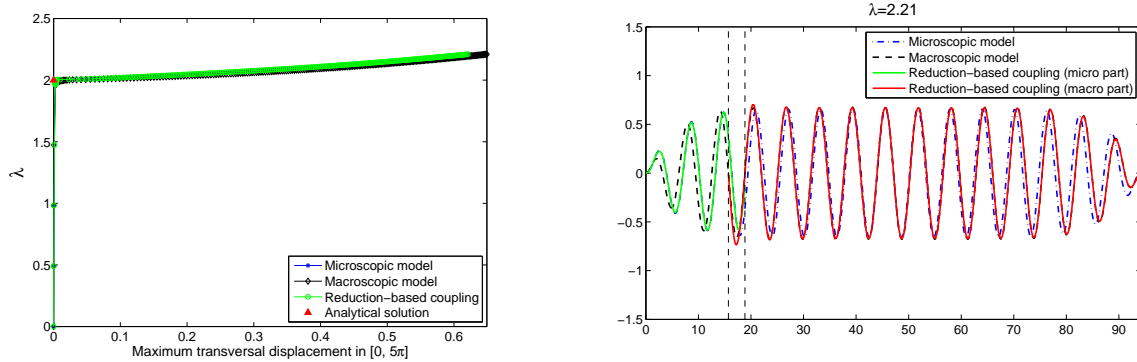 2.5
2
1.5
1
0.5
0
λ
0
0.1
0.2
0.3
0.4
0.5
0.6
Maximum transversal displacement in [0, 5π]
Microscopic model
Macroscopic model
Reduction−based coupling
Analytical solution
λ=2.21
1.5
1
0.5
0
−0.5
−1
−1.5
0
10
20
30
40
50
60
70
80
90
Microscopic model
Macroscopic model
Reduction−based coupling (micro part)
Reduction−based coupling (macro part)